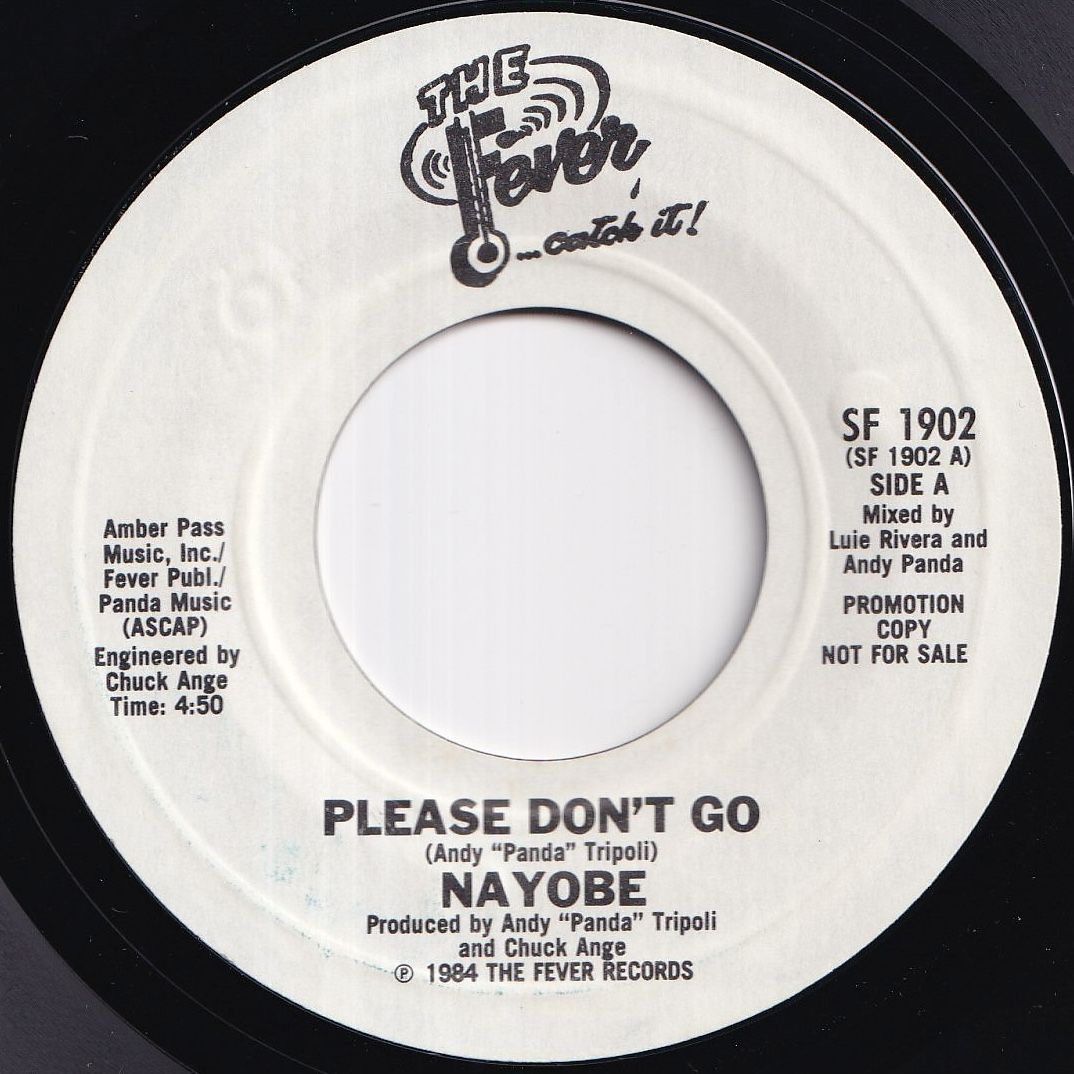 THE
Fever
...catch it!
SF 1902
(SF 1902 A)
SIDE A
Mixed by
Luie Rivera and
Andy Panda
PROMOTION
COPY
NOT FOR SALE
Amber Pass
Music, Inc./
Fever Publ./
Panda Music
(ASCAP)
Engineered by
Chuck Ange
Time: 4:50
PLEASE DON'T GO
(Andy “Panda” Tripoli)
NAYOBE
Produced by Andy “Panda” Tripoli
and Chuck Ange
℗ 1984 THE FEVER RECORDS